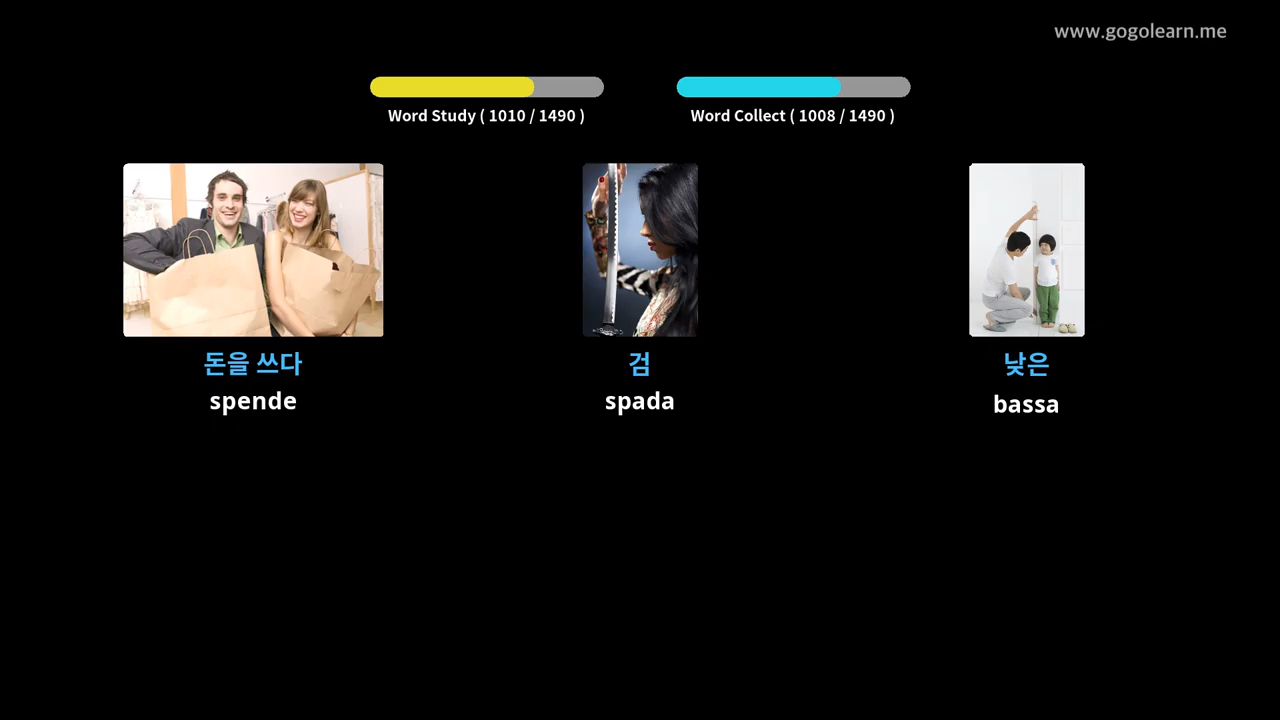 www.gogolearn.me
Word Study ( 1010 / 1490 )
Word Collect ( 1008 / 1490 )
돈을 쓰다
spende
검
spada
낮은
bassa